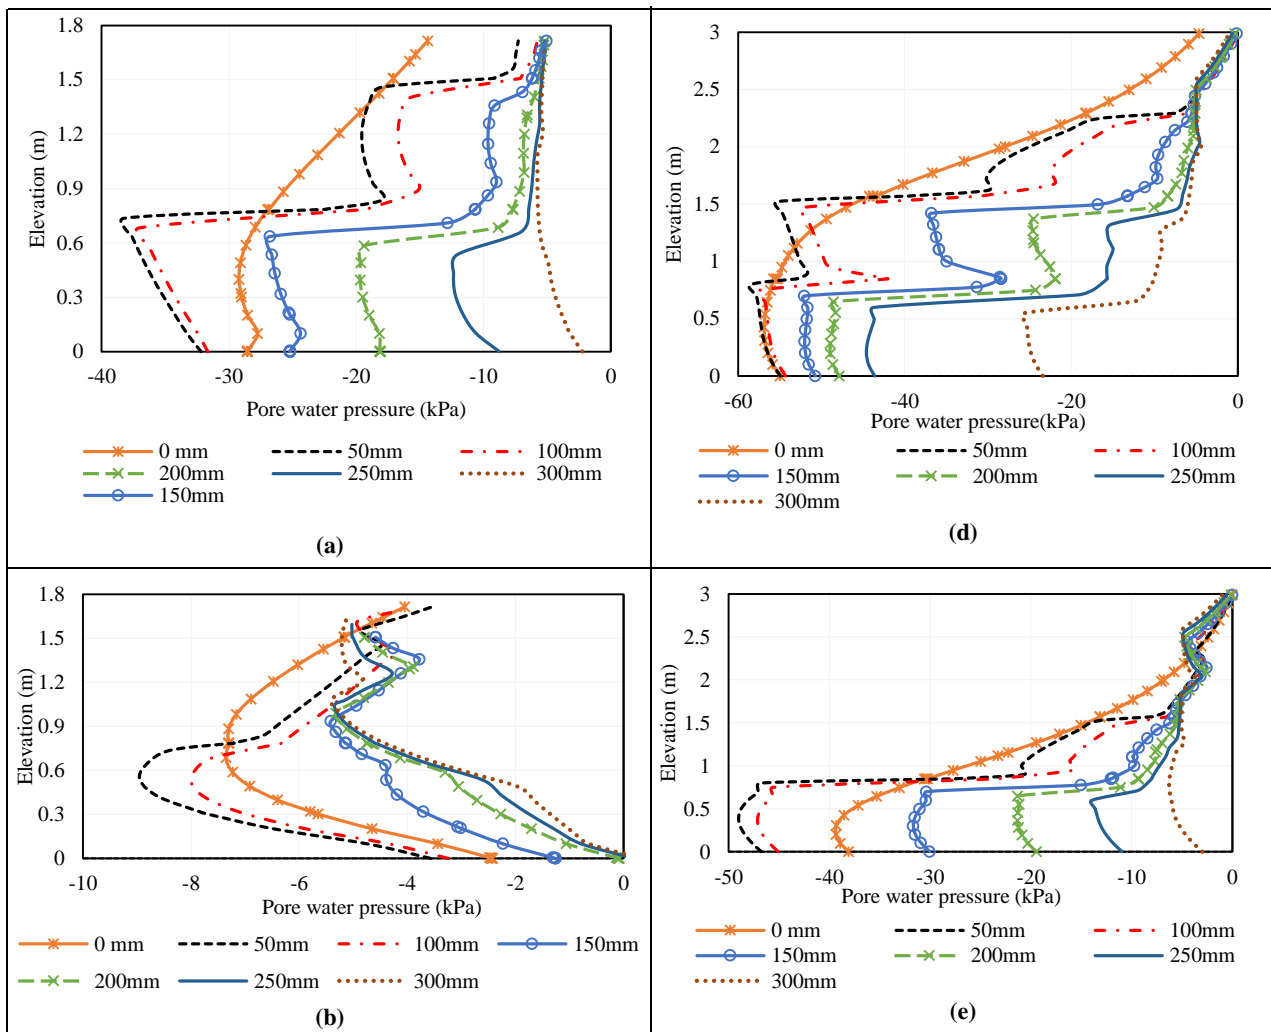 1.8
1.5
1.2
0.9
0.6
0.3
0
Elevation (m)
-40 -30 -20 -10 0
Pore water pressure (kPa)
0 mm 50mm 100mm
200mm 250mm 300mm
150mm
(a)
3
2.5
2
1.5
1
0.5
0
Elevation (m)
-60 -40 -20 0
Pore water pressure(kPa)
0 mm 50mm 100mm
150mm 200mm 250mm
300mm
(d)
1.8
1.5
1.2
0.9
0.6
0.3
0
Elevation (m)
-10 -8 -6 -4 -2 0
Pore water pressure (kPa)
0 mm 50mm 100mm 150mm
200mm 250mm 300mm
(b)
3
2.5
2
1.5
1
0.5
0
Elevation (m)
-50 -40 -30 -20 -10 0
Pore water pressure (kPa)
0 mm 50mm 100mm
150mm 200mm 250mm
300mm
(e)